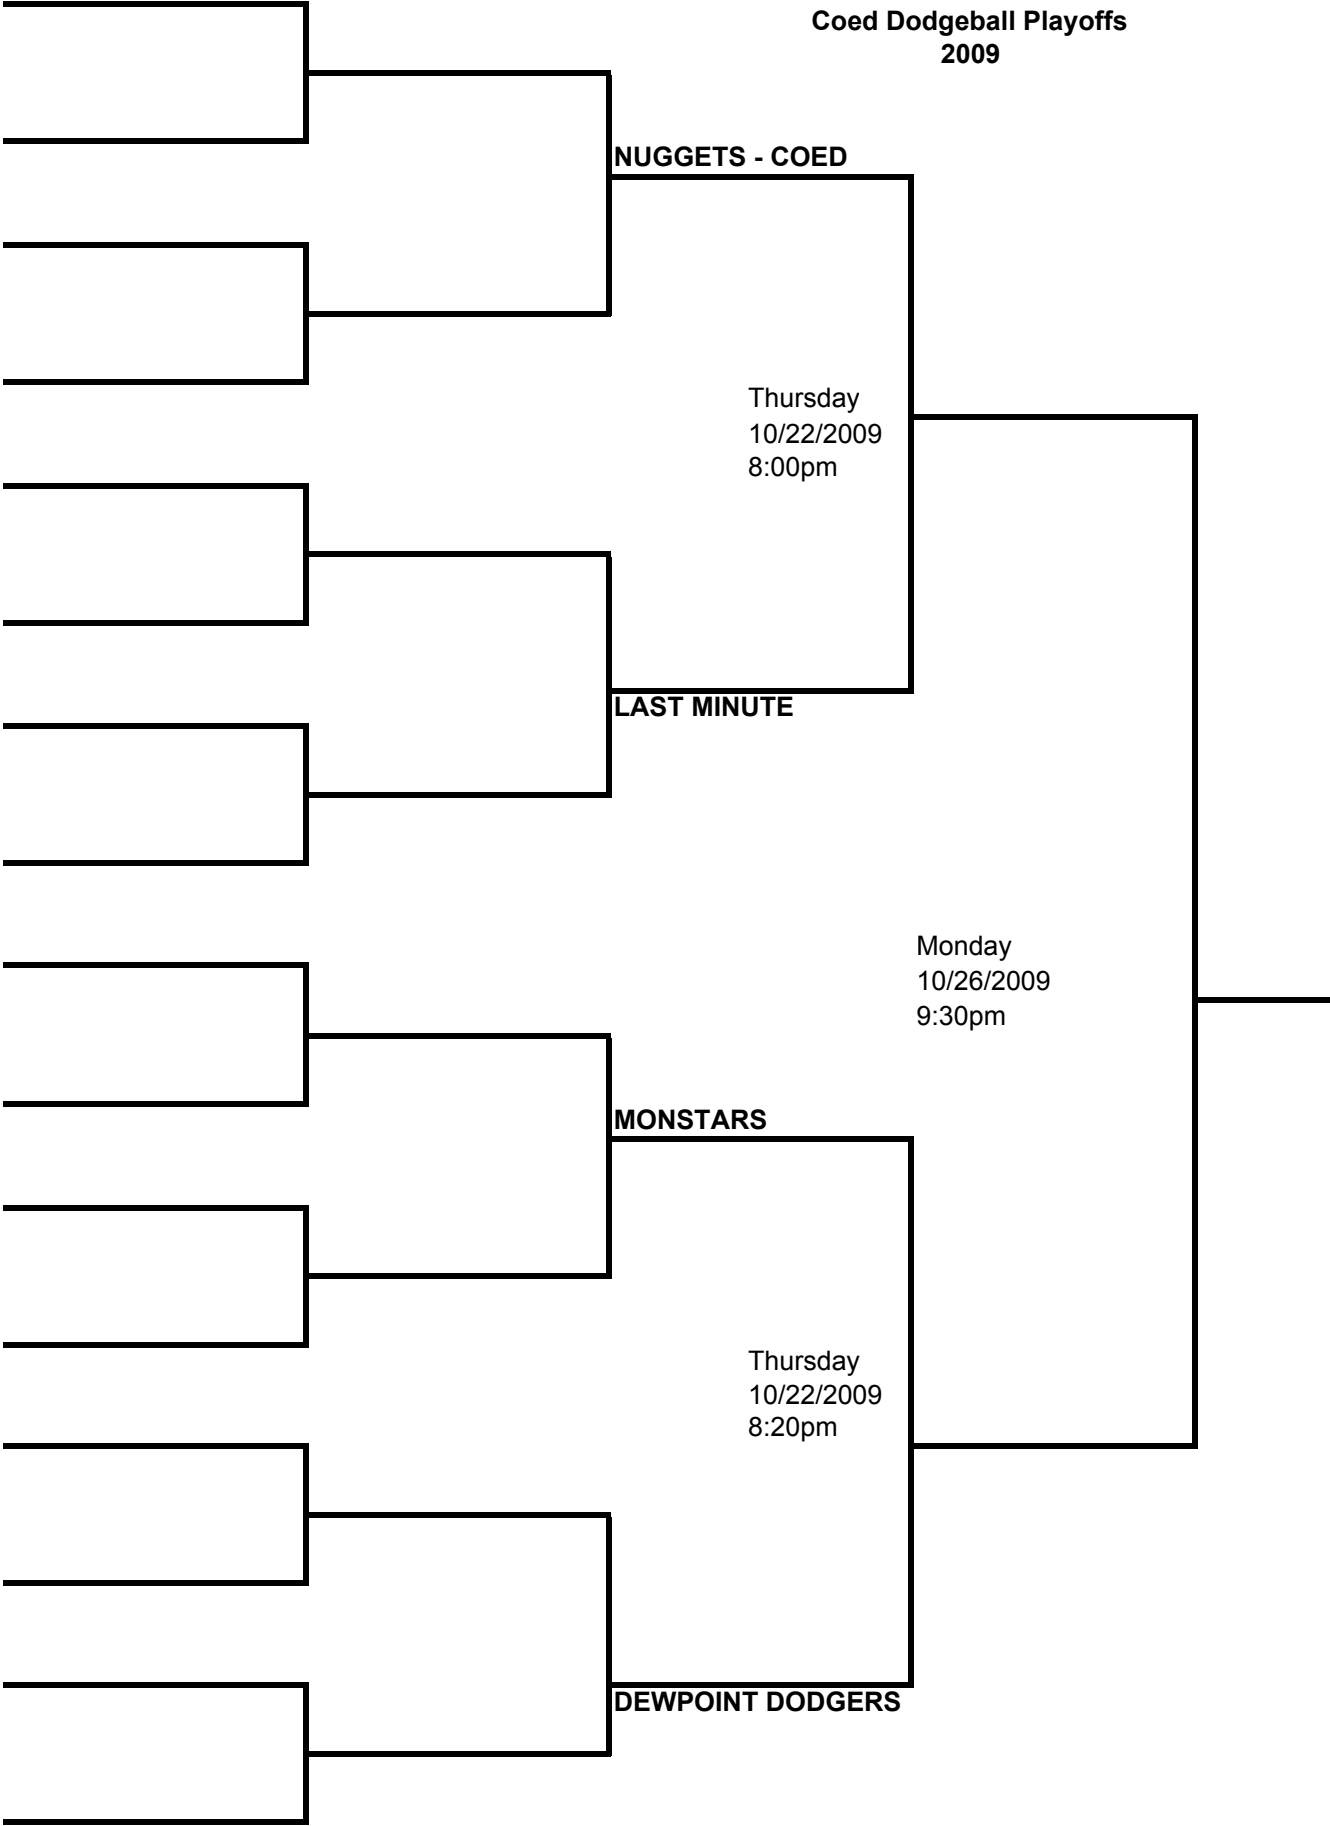 Coed Dodgeball Playoffs
2009
NUGGETS - COED
Thursday
10/22/2009
8:00pm
LAST MINUTE
Monday
10/26/2009
9:30pm
MONSTARS
Thursday
10/22/2009
8:20pm
DEWPOINT DODGERS